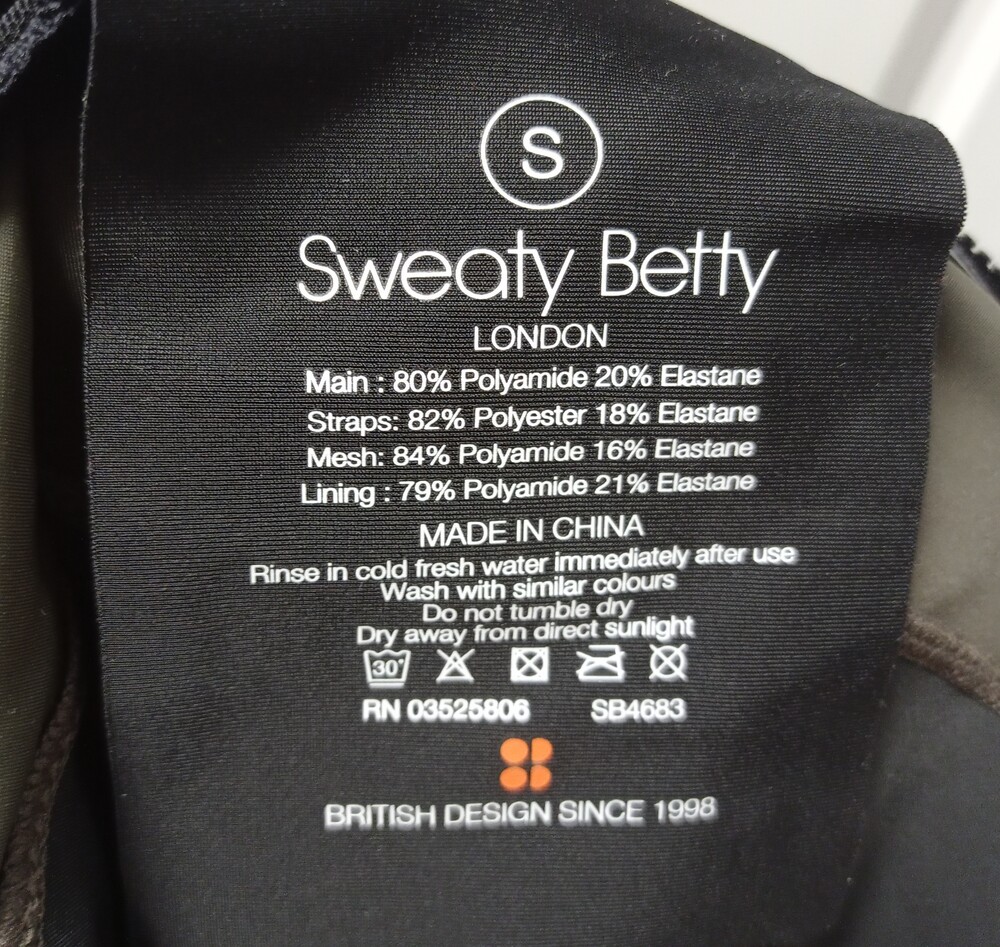 S
Sweaty Betty
LONDON
Main : 80% Polyamide 20% Elastane
Straps: 82% Polyester 18% Elastane
Mesh: 84% Polyamide 16% Elastane
Lining : 79% Polyamide 21% Elastane
MADE IN CHINA
Rinse in cold fresh water immediately after use
Wash with similar colours
Do not tumble dry
Dry away from direct sunlight
30°
RN 03525806 SB4683
BRITISH DESIGN SINCE 1998